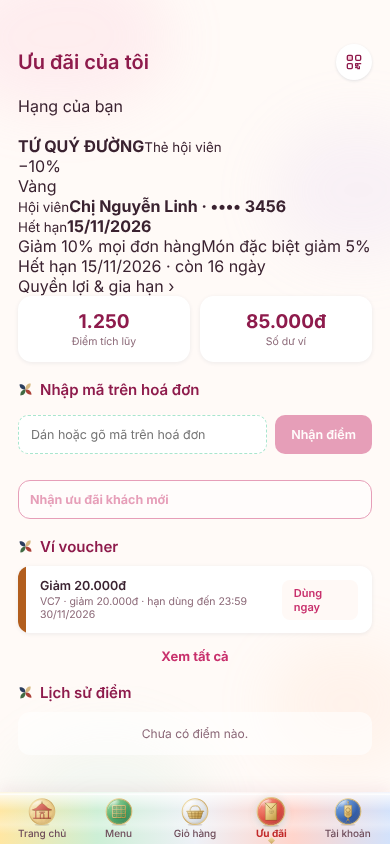 Ưu đãi của tôi
Hạng của bạn
TỨ QUÝ ĐƯỜNGThẻ hội viên
−10%
Vàng
Hội viênChị Nguyễn Linh · •••• 3456
Hết hạn15/11/2026
Giảm 10% mọi đơn hàngMón đặc biệt giảm 5%
Hết hạn 15/11/2026 · còn 16 ngày
Quyền lợi & gia hạn ›
1.250 85.000đ
Điểm tích lũy Số dư ví
Nhập mã trên hoá đơn
Dán hoặc gõ mã trên hoá đơn Nhận điểm
Nhận ưu đãi khách mới
Ví voucher
Giảm 20.000đ
VC7 · giảm 20.000đ · hạn dùng đến 23:59
30/11/2026
Dùng
ngay
Xem tất cả
Lịch sử điểm
Chưa có điểm nào.
Trang chủ Menu Giỏ hàng Ưu đãi Tài khoản